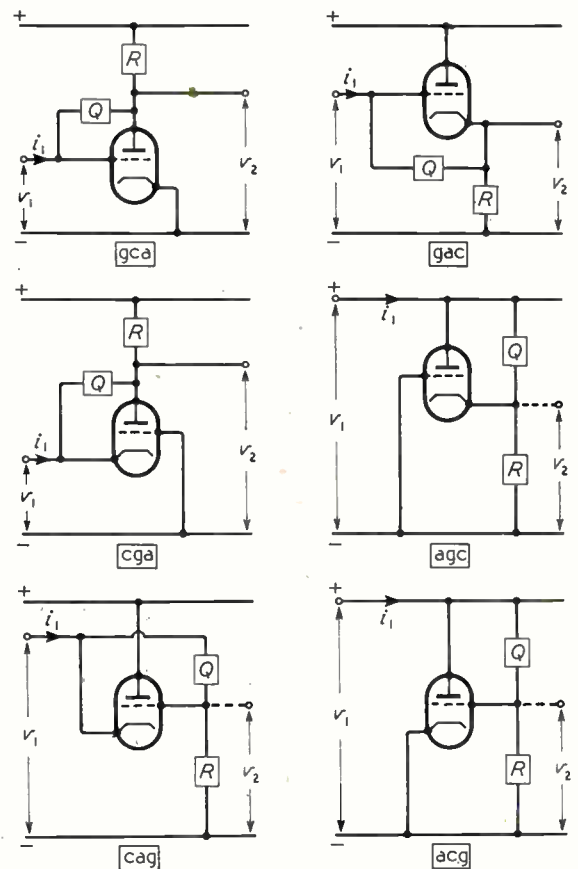 +
+
R
R
Q
i₁
v₁
v₂
−
gca
i₁
v₁
Q
R
v₂
−
gac
+
R
Q
i₁
v₁
v₂
−
cga
+
i₁
v₁
Q
R
v₂
−
agc
+
i₁
v₁
Q
R
v₂
−
cag
+
i₁
v₁
Q
R
v₂
−
acg